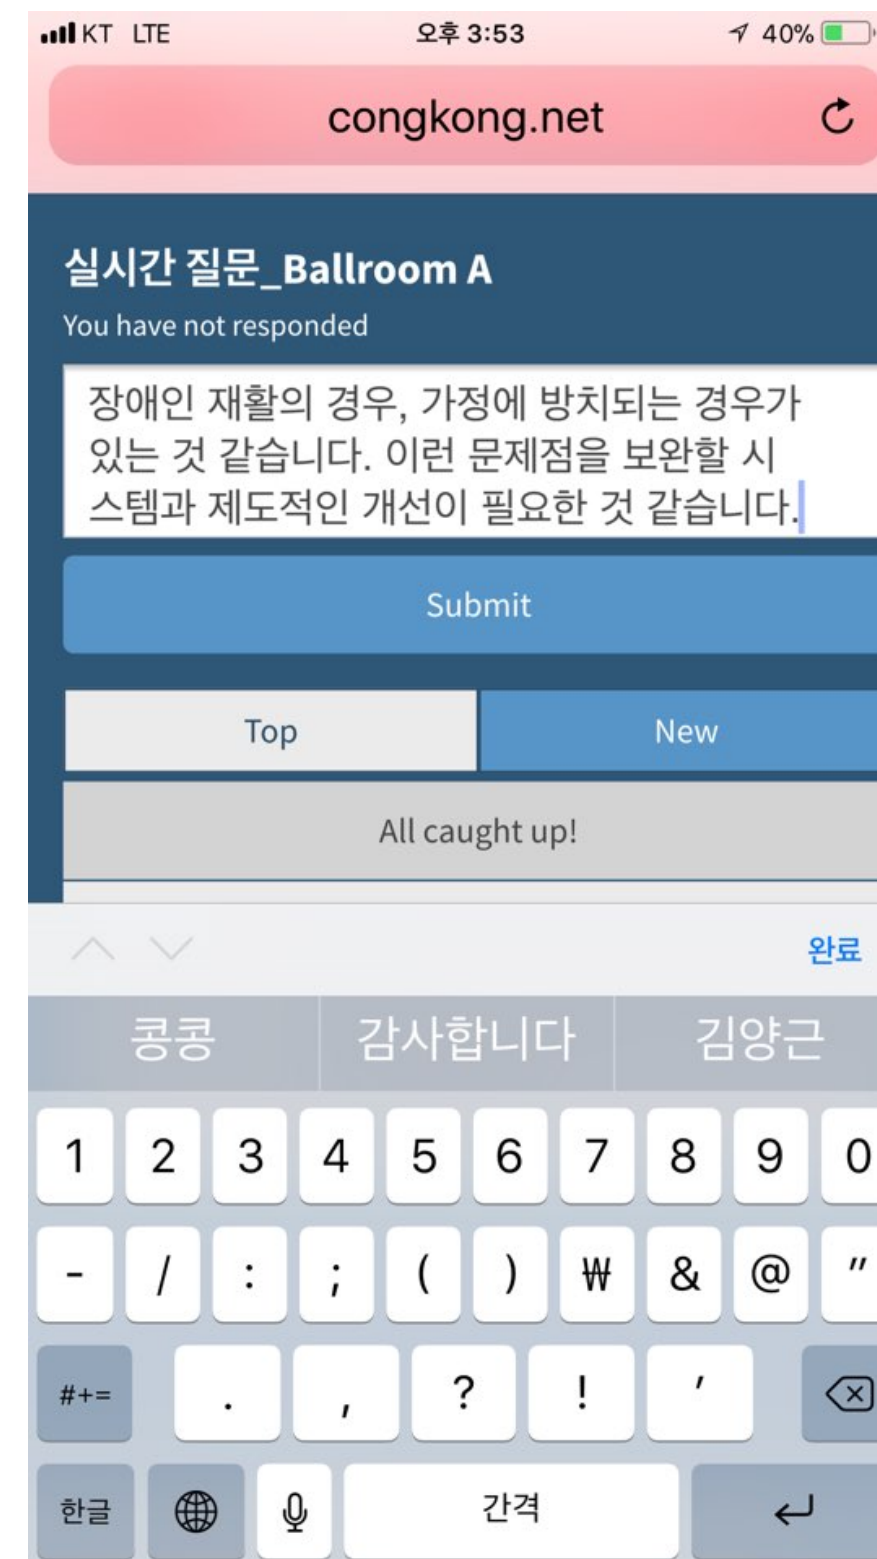 KT LTE 오후 3:53 40%
congkong.net
실시간 질문_Ballroom A
You have not responded
장애인 재활의 경우, 가정에 방치되는 경우가
있는 것 같습니다. 이런 문제점을 보완할 시
스템과 제도적인 개선이 필요한 것 같습니다.
Submit
Top New
All caught up!
완료
콩콩 감사합니다 김양근
1 2 3 4 5 6 7 8 9 0
- / : ; ( ) ₩ & @ "
#+= . , ? ! '
한글 간격